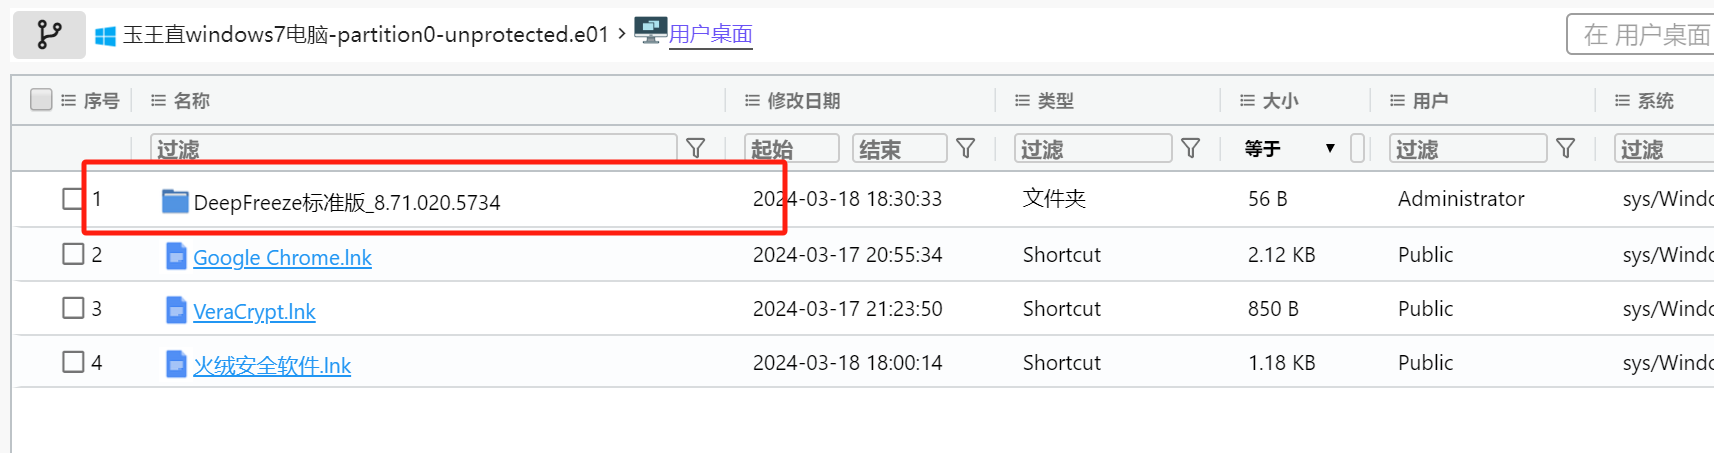 玉王直windows7电脑-partition0-unprotected.e01 › 用户桌面 在 用户桌面
序号 名称 修改日期 类型 大小 用户 系统
过滤 起始 结束 过滤 等于 过滤 过滤
1 DeepFreeze标准版_8.71.020.5734 2024-03-18 18:30:33 文件夹 56 B Administrator sys/Windo
2 Google Chrome.lnk 2024-03-17 20:55:34 Shortcut 2.12 KB Public sys/Windo
3 VeraCrypt.lnk 2024-03-17 21:23:50 Shortcut 850 B Public sys/Windo
4 火绒安全软件.lnk 2024-03-18 18:00:14 Shortcut 1.18 KB Public sys/Windo